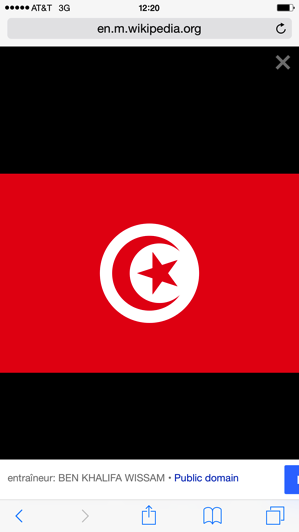 AT&T 3G 12:20
en.m.wikipedia.org
entraîneur: BEN KHALIFA WISSAM • Public domain